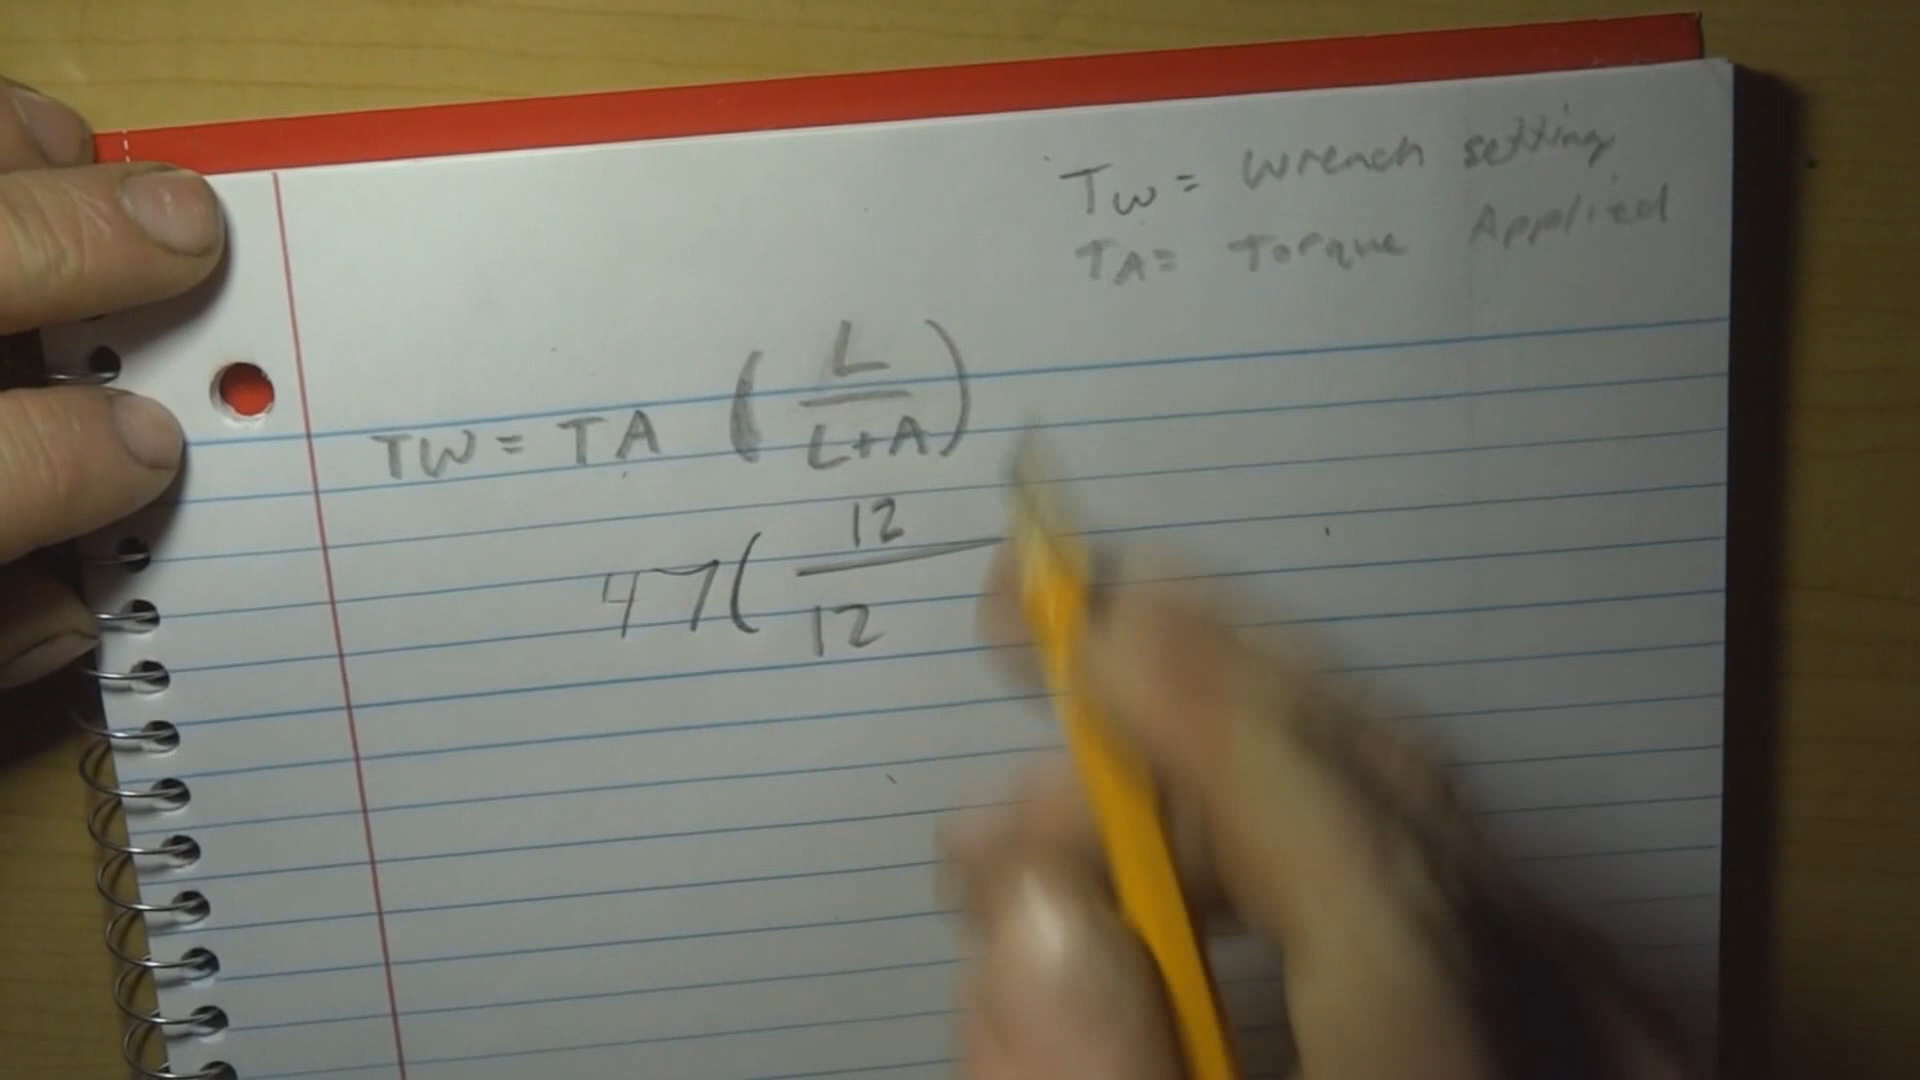 Tw = Wrench setting
TA = Torque Applied
TW = TA (L/L+A)
47(12/12